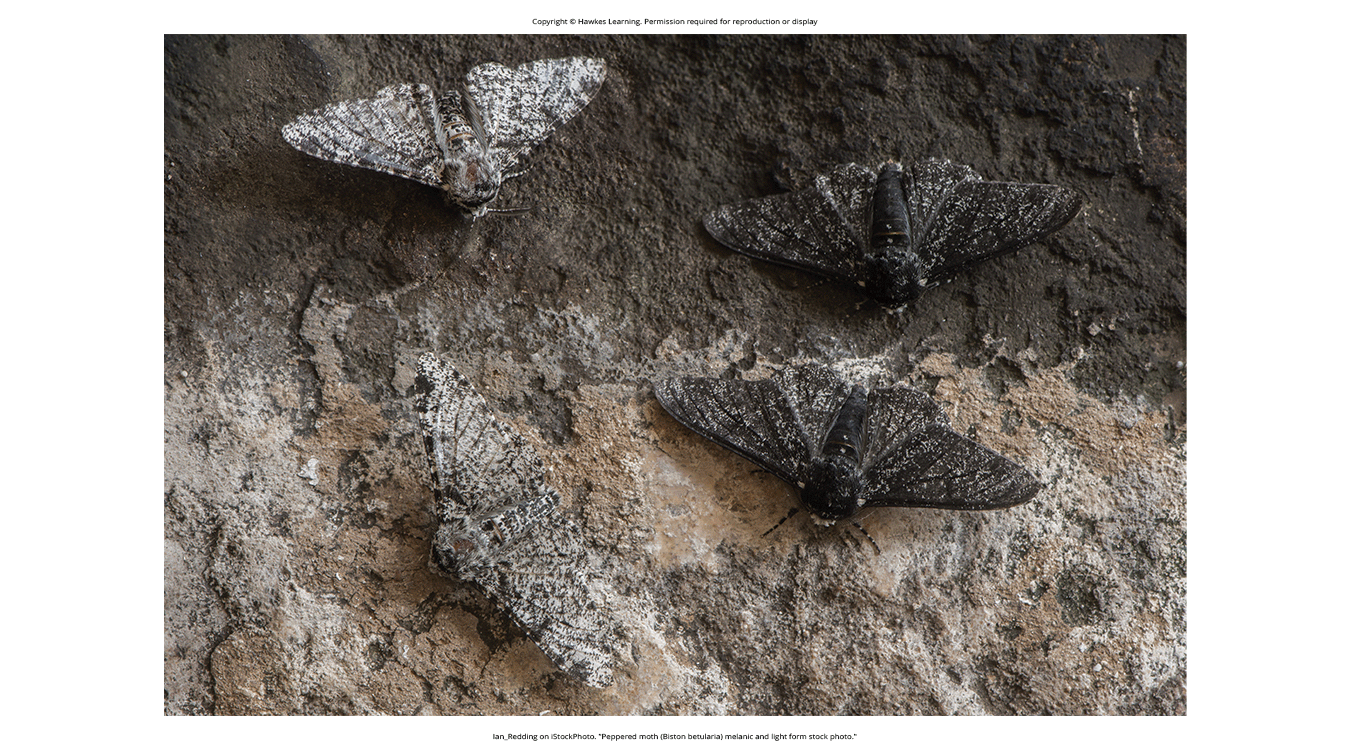 Copyright © Hawkes Learning. Permission required for reproduction or display
Ian_Redding on iStockPhoto. "Peppered moth (Biston betularia) melanic and light form stock photo."